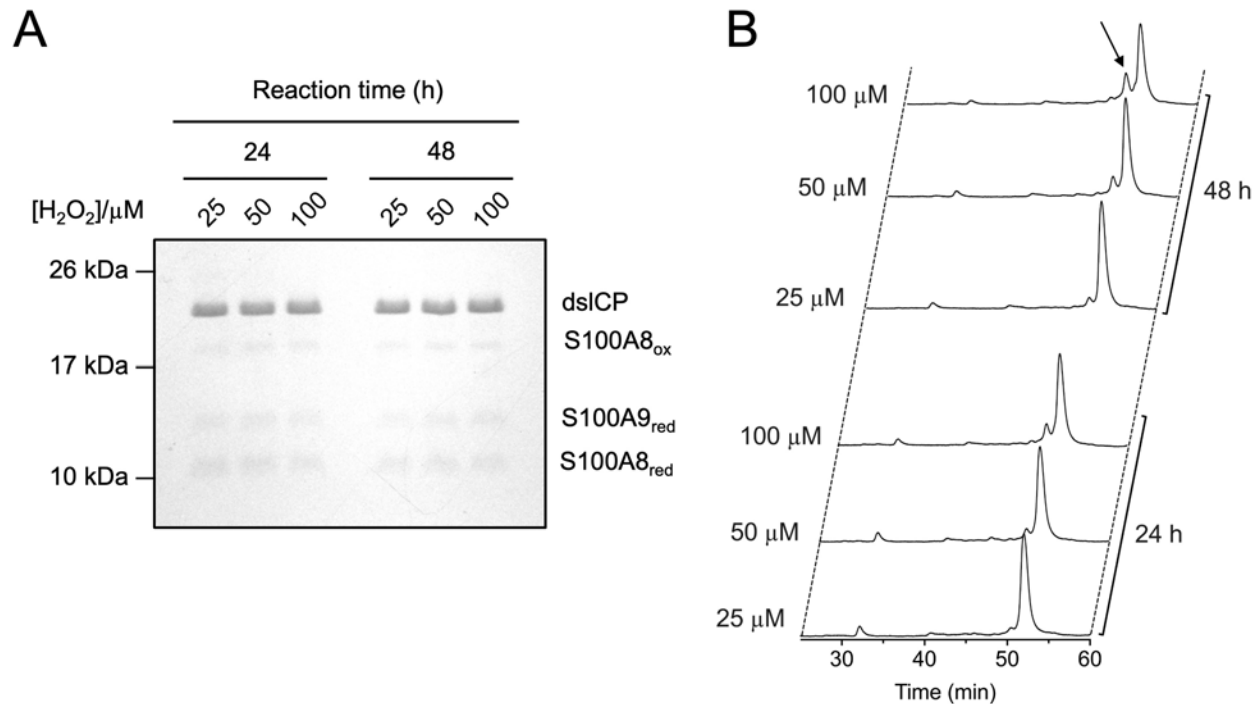 A
Reaction time (h)
24 48
[H₂O₂]/µM 25 50 100 25 50 100
26 kDa
17 kDa
10 kDa
dslCP
S100A8ox
S100A9red
S100A8red
B
100 µM
50 µM
25 µM
48 h
100 µM
50 µM
25 µM
24 h
30 40 50 60
Time (min)